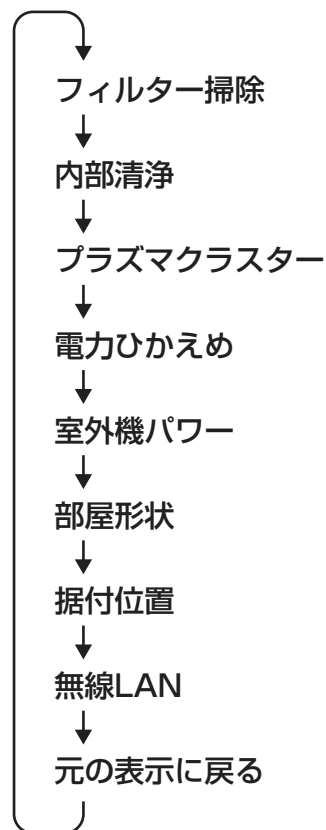 フィルター掃除
内部清浄
プラズマクラスター
電力ひかえめ
室外機パワー
部屋形状
据付位置
無線LAN
元の表示に戻る